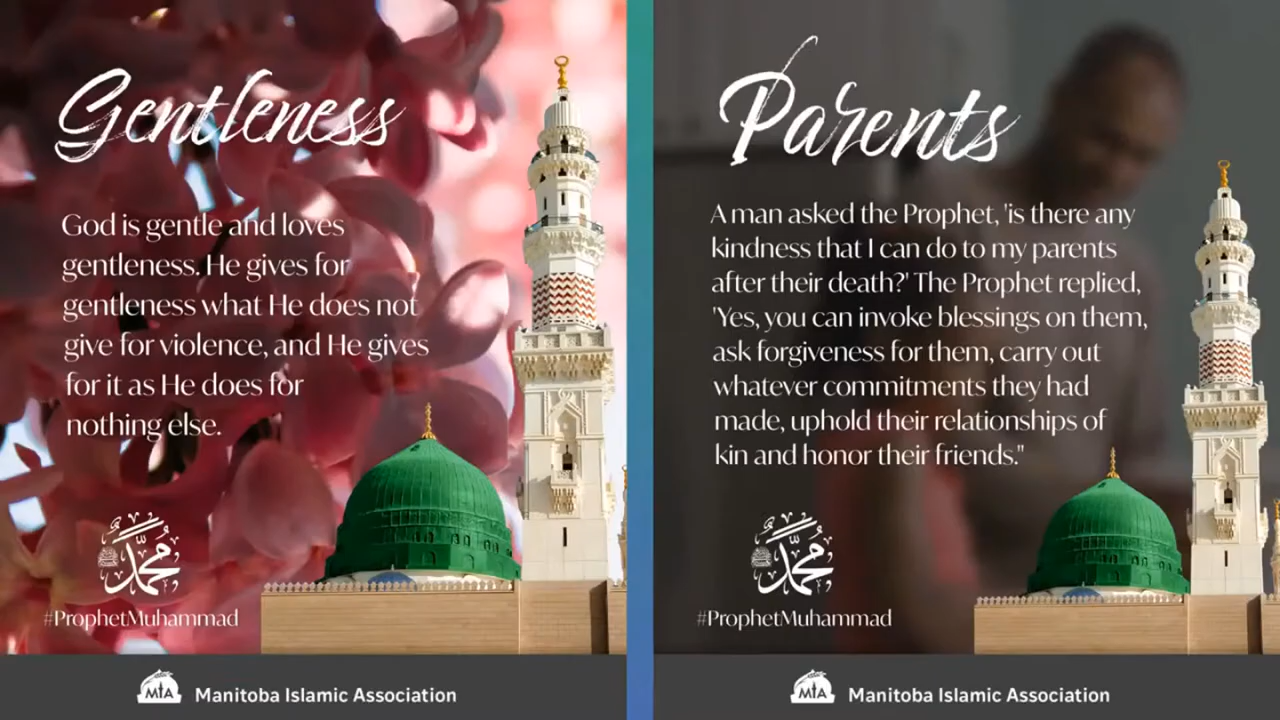 Gentleness
God is gentle and loves
gentleness. He gives for
gentleness what He does not
give for violence, and He gives
for it as He does for
nothing else.
محمد
#ProphetMuhammad
MIA
Manitoba Islamic Association
Parents
A man asked the Prophet, 'is there any
kindness that I can do to my parents
after their death?' The Prophet replied,
'Yes, you can invoke blessings on them,
ask forgiveness for them, carry out
whatever commitments they had
made, uphold their relationships of
kin and honor their friends."
محمد
#ProphetMuhammad
MIA
Manitoba Islamic Association